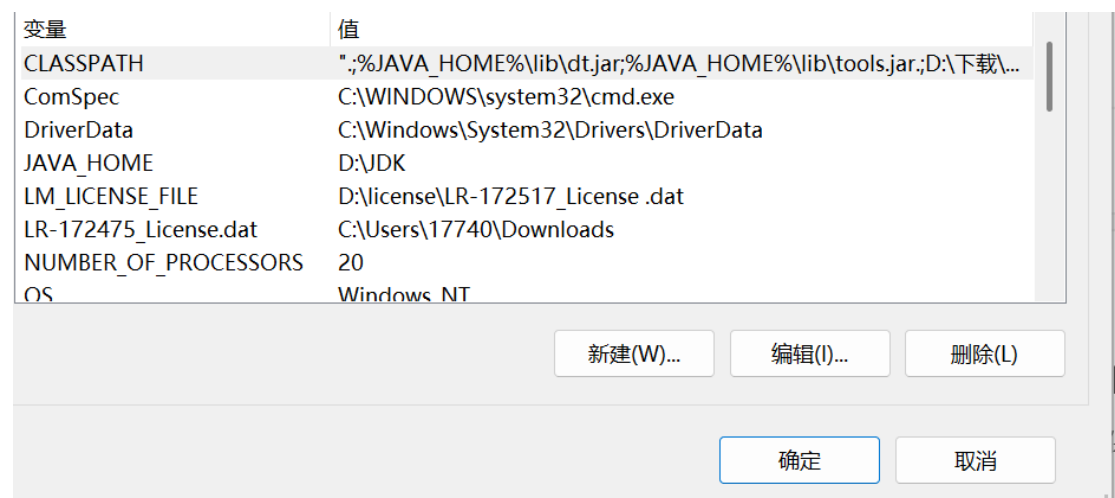 变量 值
CLASSPATH ".;%JAVA_HOME%\lib\dt.jar;%JAVA_HOME%\lib\tools.jar.;D:\下载\...
ComSpec C:\WINDOWS\system32\cmd.exe
DriverData C:\Windows\System32\Drivers\DriverData
JAVA_HOME D:\JDK
LM_LICENSE_FILE D:\license\LR-172517_License .dat
LR-172475_License.dat C:\Users\17740\Downloads
NUMBER_OF_PROCESSORS 20
OS Windows_NT
新建(W)... 编辑(I)... 删除(L)
确定 取消